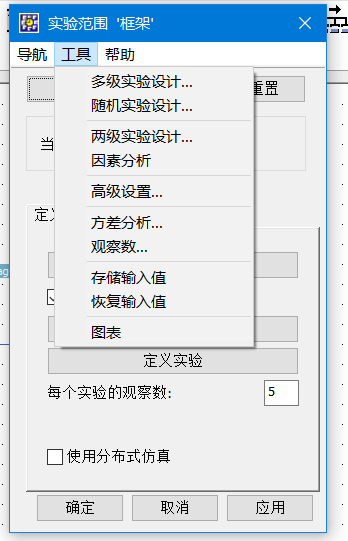 实验范围 '框架'
导航 工具 帮助
多级实验设计...
重置
随机实验设计...
两级实验设计...
当
因素分析
高级设置...
定义
方差分析...
观察数...
存储输入值
恢复输入值
图表
定义实验
每个实验的观察数: 5
使用分布式仿真
确定 取消 应用